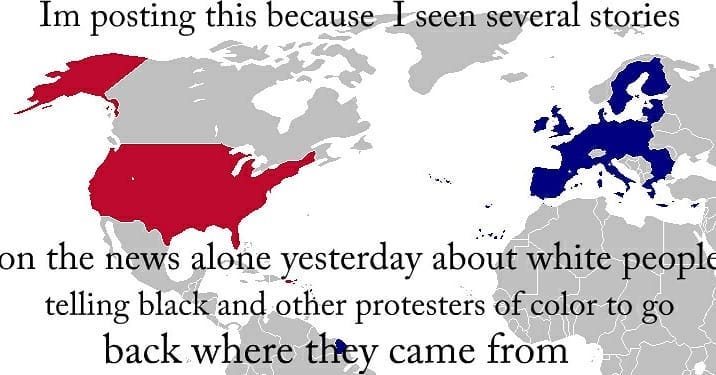 Im posting this because I seen several stories
on the news alone yesterday about white people
telling black and other protesters of color to go
back where they came from